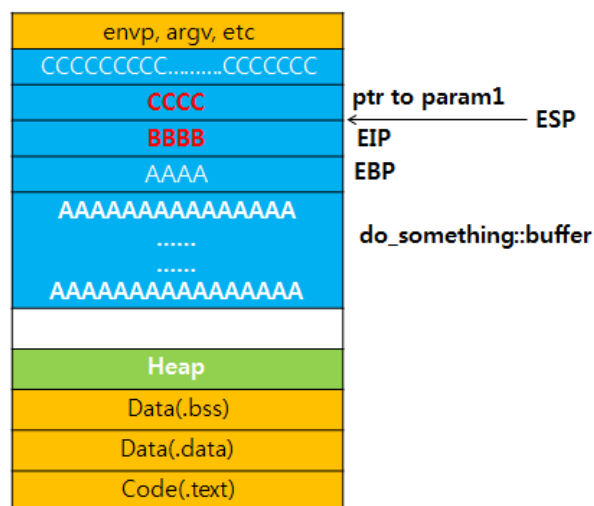 envp, argv, etc
CCCCCCCCC..........CCCCCCC
CCCC
ptr to param1
ESP
BBBB
EIP
AAAA
EBP
AAAAAAAAAAAAAAA
......
do_something::buffer
......
AAAAAAAAAAAAAAAA
Heap
Data(.bss)
Data(.data)
Code(.text)